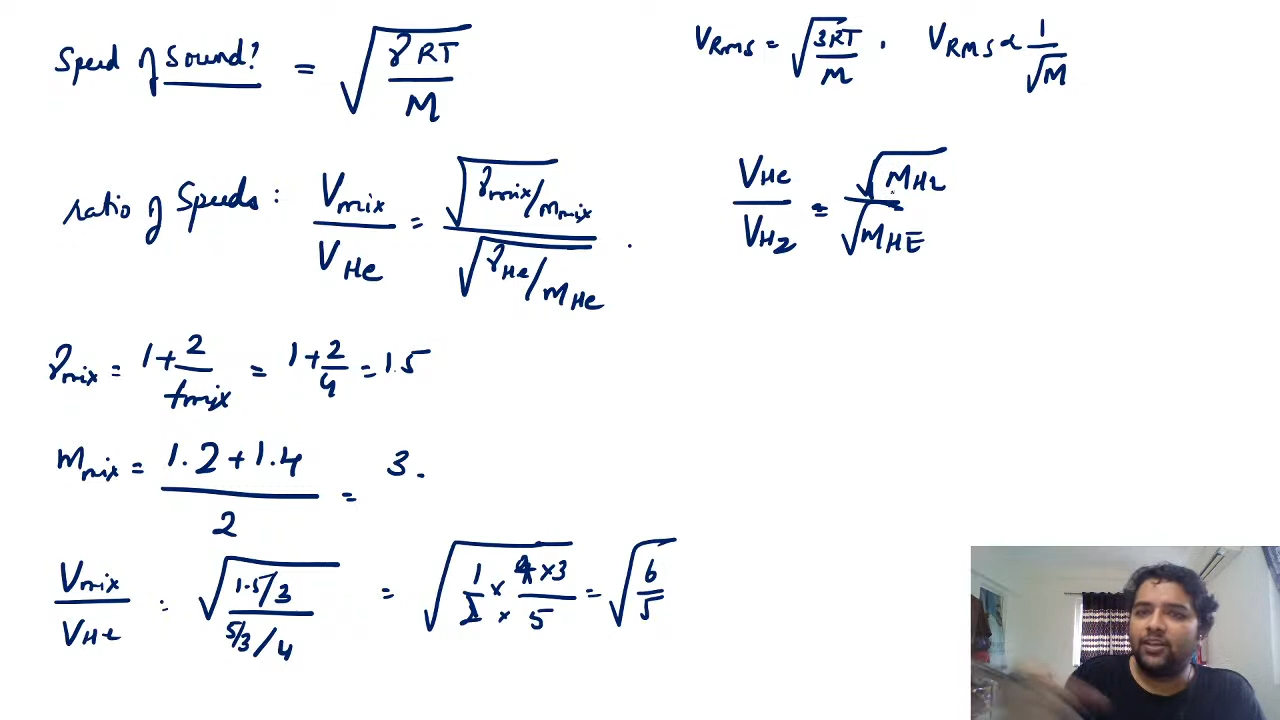 Speed of Sound? = √(γRT/M)
V_RMS = √(3RT/M) . V_RMS ∝ 1/√M
ratio of Speeds : V_mix/V_He = √(γ_mix/M_mix)/√(γ_He/M_He) .
V_He/V_H2 = √M_H2/√M_HE
γ_mix = 1+2/f_mix = 1+2/4 = 1.5
M_mix = (1.2+1.4)/2 = 3.
V_mix/V_He = √((1.5/3)/(5/3/4)) = √(1/2 × (4×3)/5) = √(6/5)